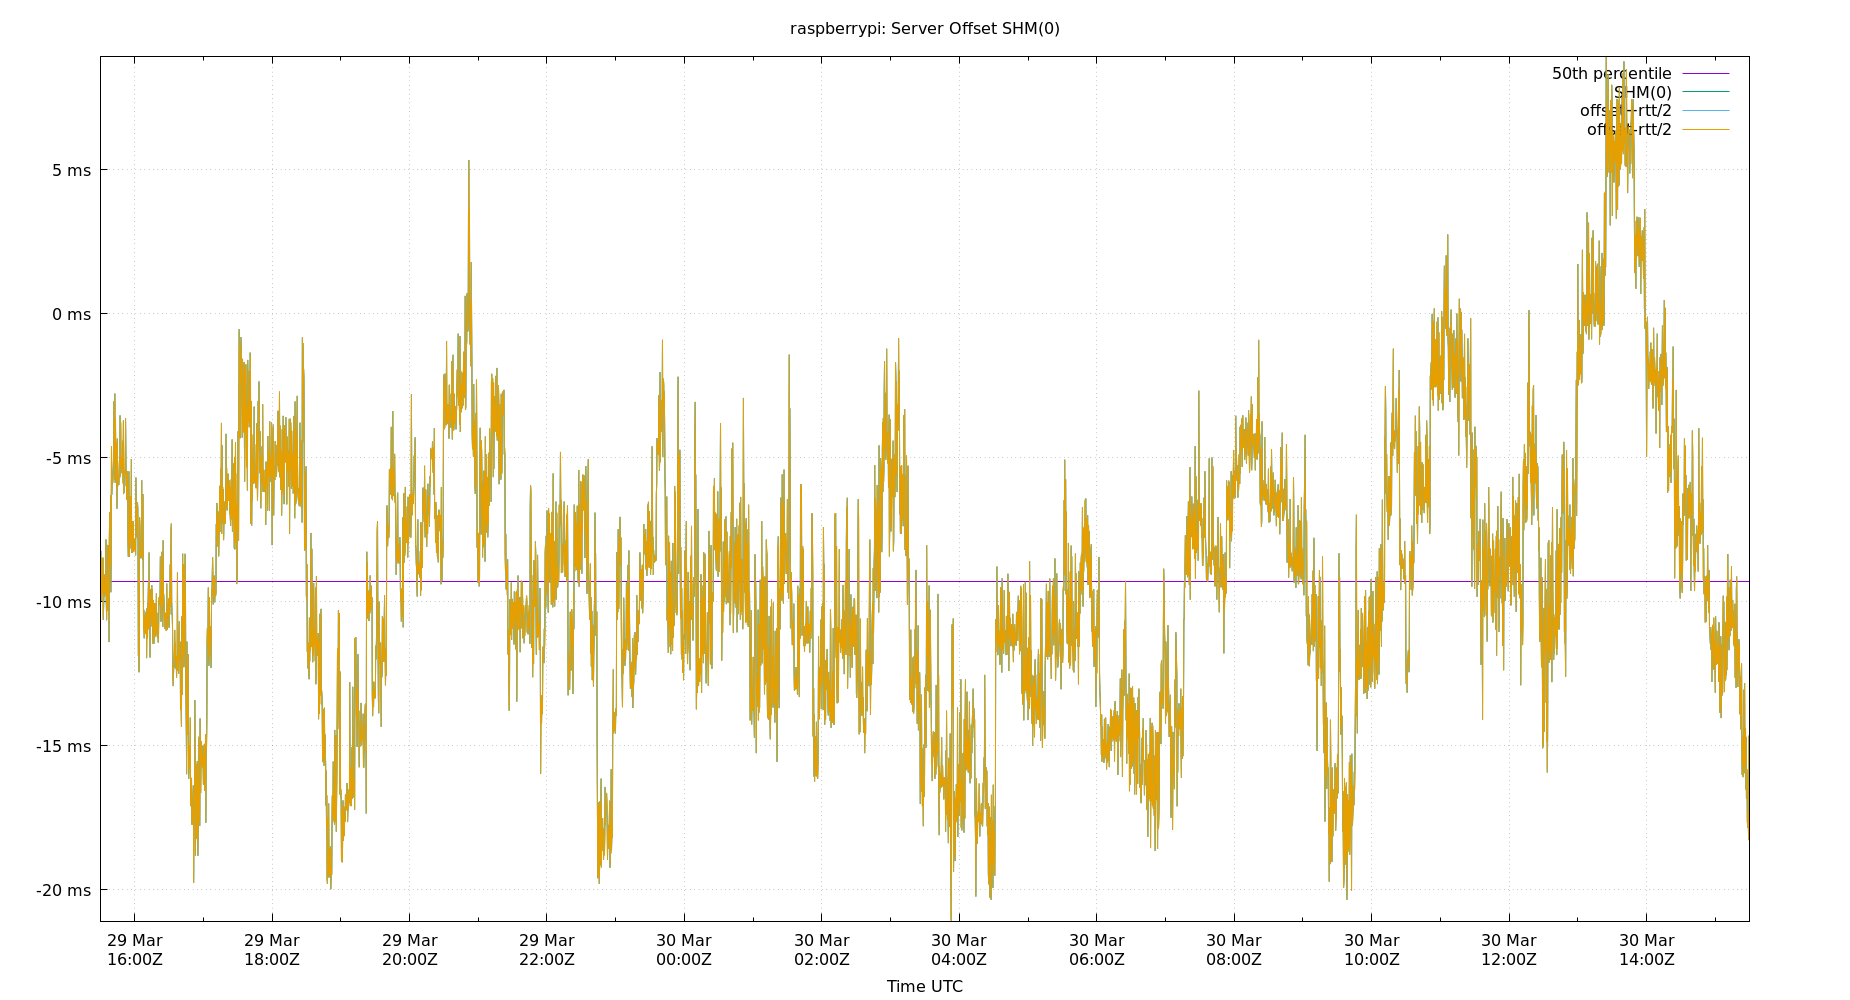 raspberrypi: Server Offset SHM(0)
50th percentile
SHM(0)
offset+rtt/2
offset-rtt/2
5 ms
0 ms
-5 ms
-10 ms
-15 ms
-20 ms
29 Mar 29 Mar 29 Mar 29 Mar 30 Mar 30 Mar 30 Mar 30 Mar 30 Mar 30 Mar 30 Mar 30 Mar
16:00Z 18:00Z 20:00Z 22:00Z 00:00Z 02:00Z 04:00Z 06:00Z 08:00Z 10:00Z 12:00Z 14:00Z
Time UTC